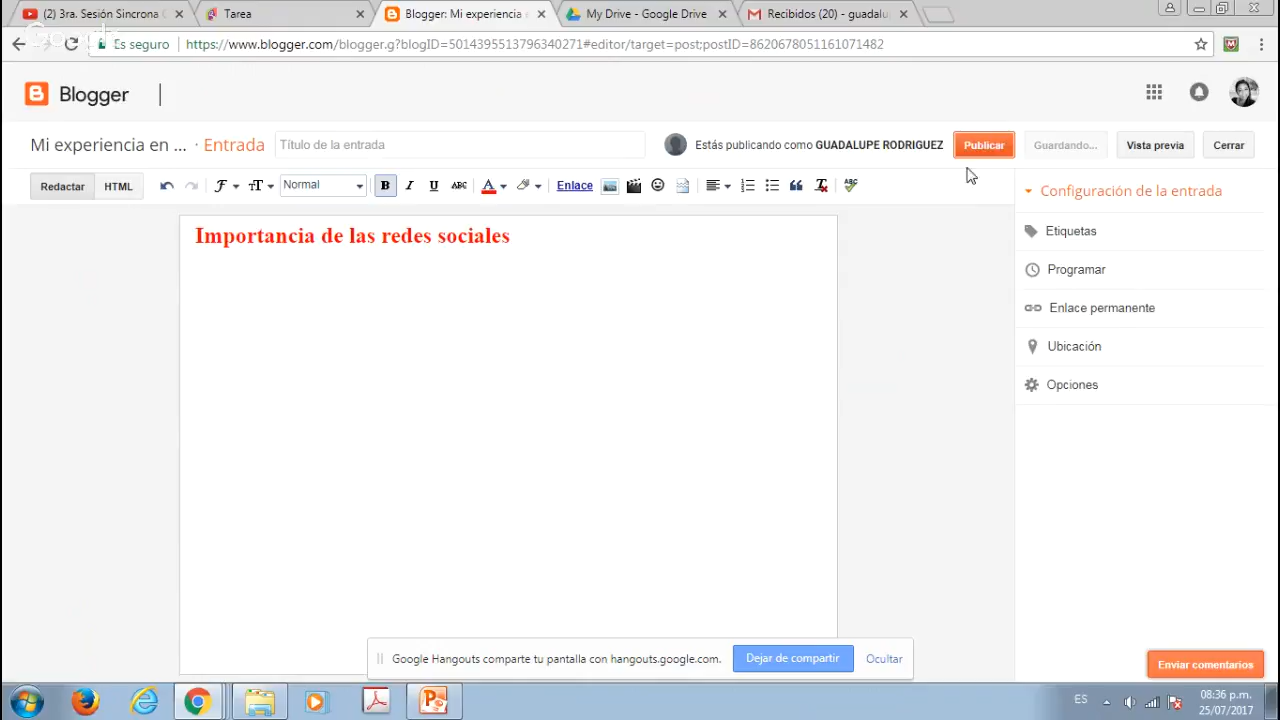 (2) 3ra. Sesión Sincrona
Tarea
Blogger: Mi experiencia e
My Drive - Google Drive
Recibidos (20) - guadalu
Es seguro
https://www.blogger.com/blogger.g?blogID=5014395513796340271#editor/target=post;postID=8620678051161071482
Google
Blogger
Mi experiencia en ... · Entrada
Título de la entrada
Estás publicando como GUADALUPE RODRIGUEZ
Publicar
Guardando...
Vista previa
Cerrar
Redactar
HTML
Normal
B
I
U
ABC
A
Enlace
ABC
Configuración de la entrada
Etiquetas
Programar
Enlace permanente
Ubicación
Opciones
Importancia de las redes sociales
Google Hangouts comparte tu pantalla con hangouts.google.com.
Dejar de compartir
Ocultar
Enviar comentarios
ES
08:36 p.m.
25/07/2017